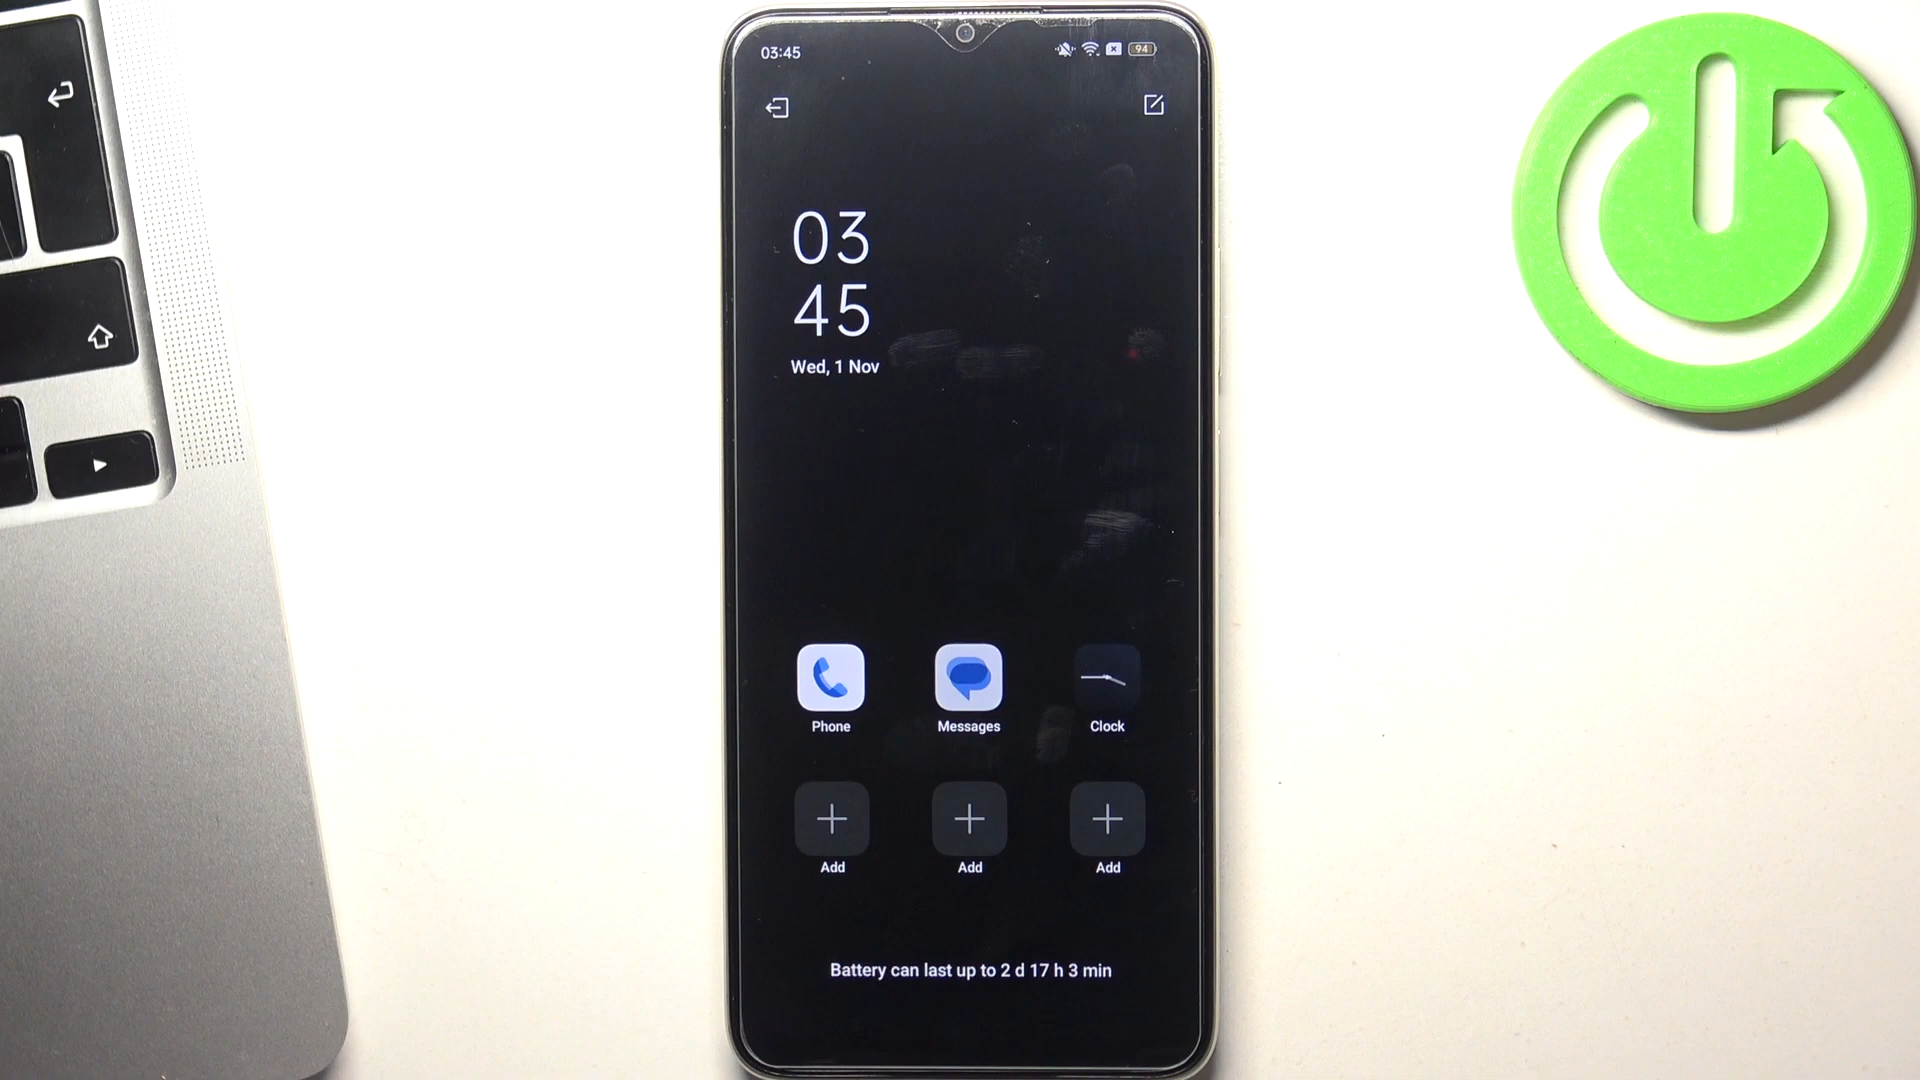 03:45
94
03
45
Wed, 1 Nov
Phone
Messages
Clock
Add
Add
Add
Battery can last up to 2 d 17 h 3 min